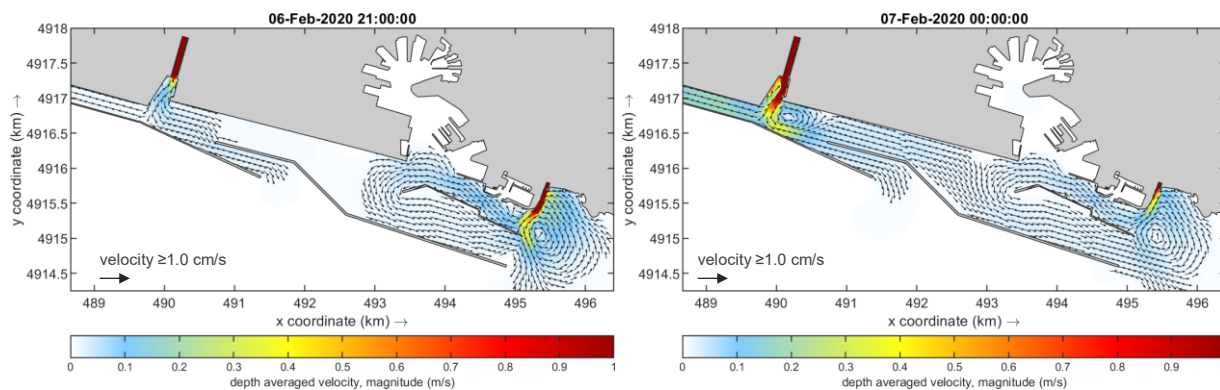 06-Feb-2020 21:00:00
4918
4917.5
4917
4916.5
4916
4915.5
4915
4914.5
y coordinate (km) →
velocity ≥1.0 cm/s
489 490 491 492 493 494 495 496
x coordinate (km) →
0 0.1 0.2 0.3 0.4 0.5 0.6 0.7 0.8 0.9 1
depth averaged velocity, magnitude (m/s)
07-Feb-2020 00:00:00
4918
4917.5
4917
4916.5
4916
4915.5
4915
4914.5
y coordinate (km) →
velocity ≥1.0 cm/s
489 490 491 492 493 494 495 496
x coordinate (km) →
0 0.1 0.2 0.3 0.4 0.5 0.6 0.7 0.8 0.9
depth averaged velocity, magnitude (m/s)